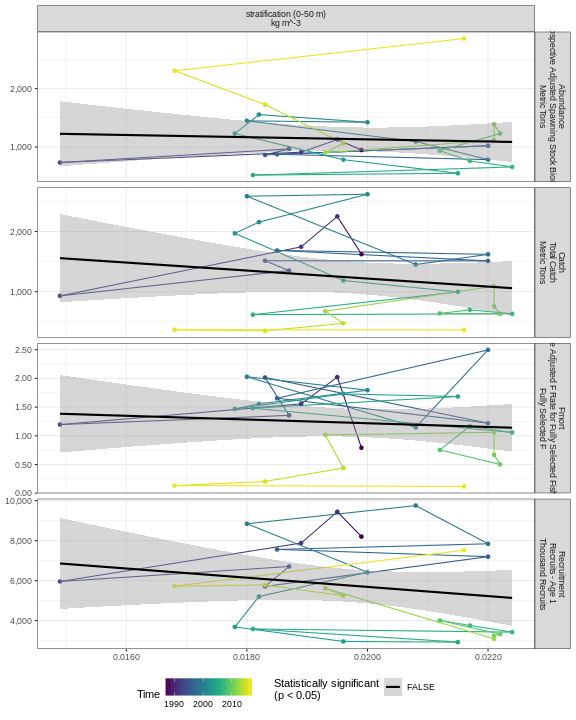 stratification (0-50 m)
kg m^-3
2,000
1,000
Abundance
Adjusted Spawning Stock
Metric Tons
2,000
1,000
Catch
Total Catch
Metric Tons
2.50
2.00
1.50
1.00
0.50
0.00
Fmort
Adjusted F Rate for Fully Selected Fish
Fully Selected F
10,000
8,000
6,000
4,000
Recruitment
Recruits - Age 1
Thousand Recruits
0.0160
0.0180
0.0200
0.0220
Time
1990 2000 2010
Statistically significant
(p < 0.05)
FALSE